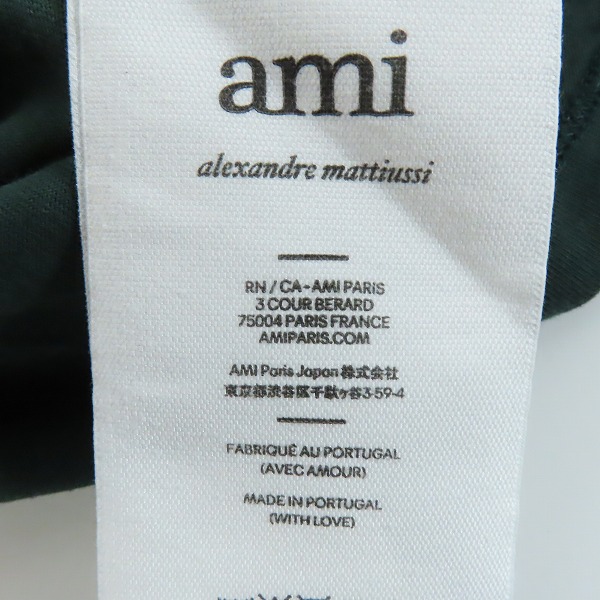 ami
alexandre mattiussi
RN / CA-AMI PARIS
3 COUR BERARD
75004 PARIS FRANCE
AMIPARIS.COM
AMI Paris Japan 株式会社
東京都渋谷区千駄ヶ谷3-59-4
FABRIQUÉ AU PORTUGAL
(AVEC AMOUR)
MADE IN PORTUGAL
(WITH LOVE)